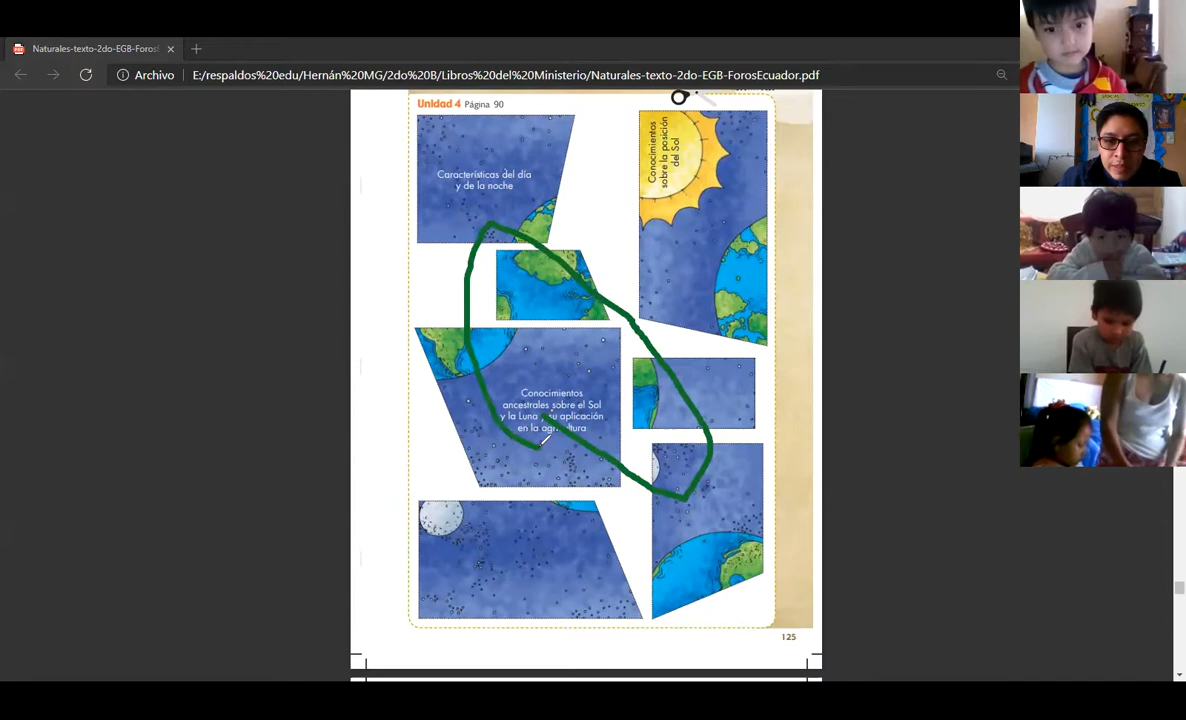 Naturales-texto-2do-EGB-Foros
Archivo
E:/respaldos%20edu/Hernán%20MG/2do%20B/Libros%20del%20Ministerio/Naturales-texto-2do-EGB-ForosEcuador.pdf
Unidad 4 Página 90
Características del día
y de la noche
Conocimientos
sobre la posición
del Sol
Conocimientos
ancestrales sobre el Sol
y la Luna y su aplicación
en la agricultura
125